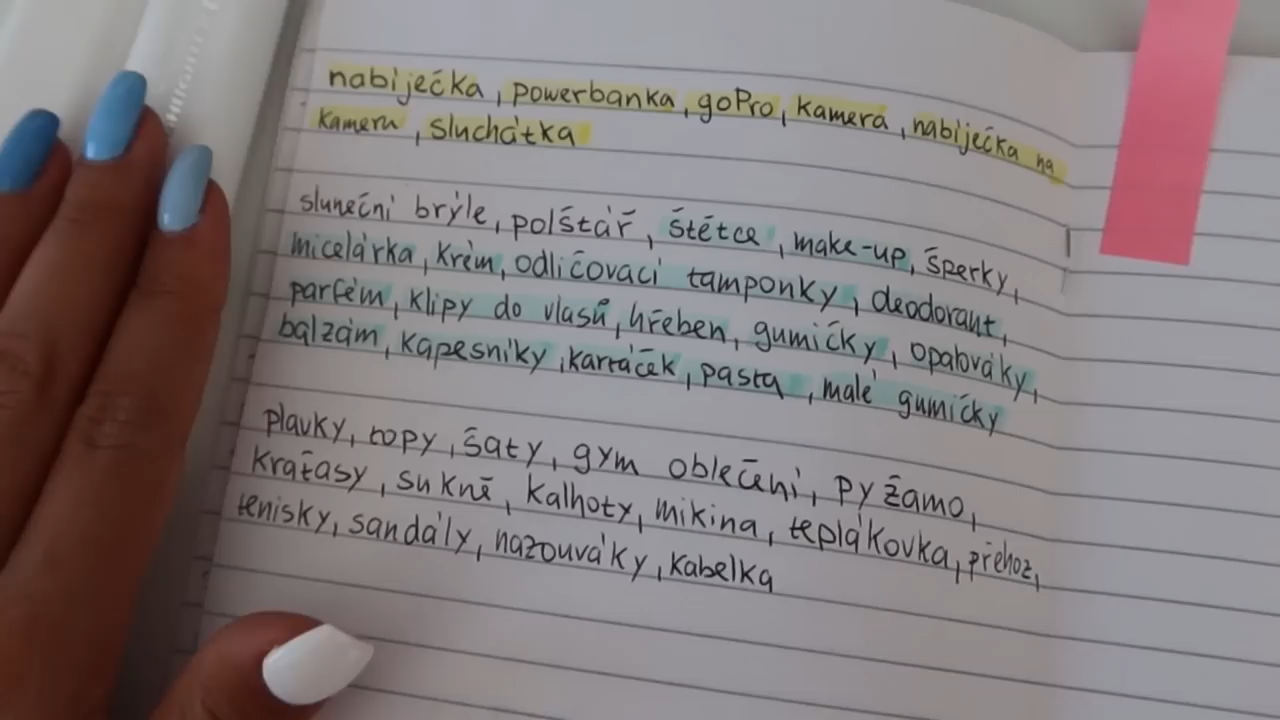 nabíječka, powerbanka, goPro, kamera, nabíječka na
kameru, sluchátka
sluneční brýle, polštář, štětce, make-up, šperky,
micelárka, krém, odličovací tamponky, deodorant,
parfém, klipy do vlasů, hřeben, gumičky, opalováky,
balzám, kapesníky, kartáček, pasta, malé gumičky
plavky, topy, šaty, gym oblečení, pyžamo,
kraťasy, sukně, kalhoty, mikina, teplákovka, přehoz,
tenisky, sandály, nazouváky, kabelka